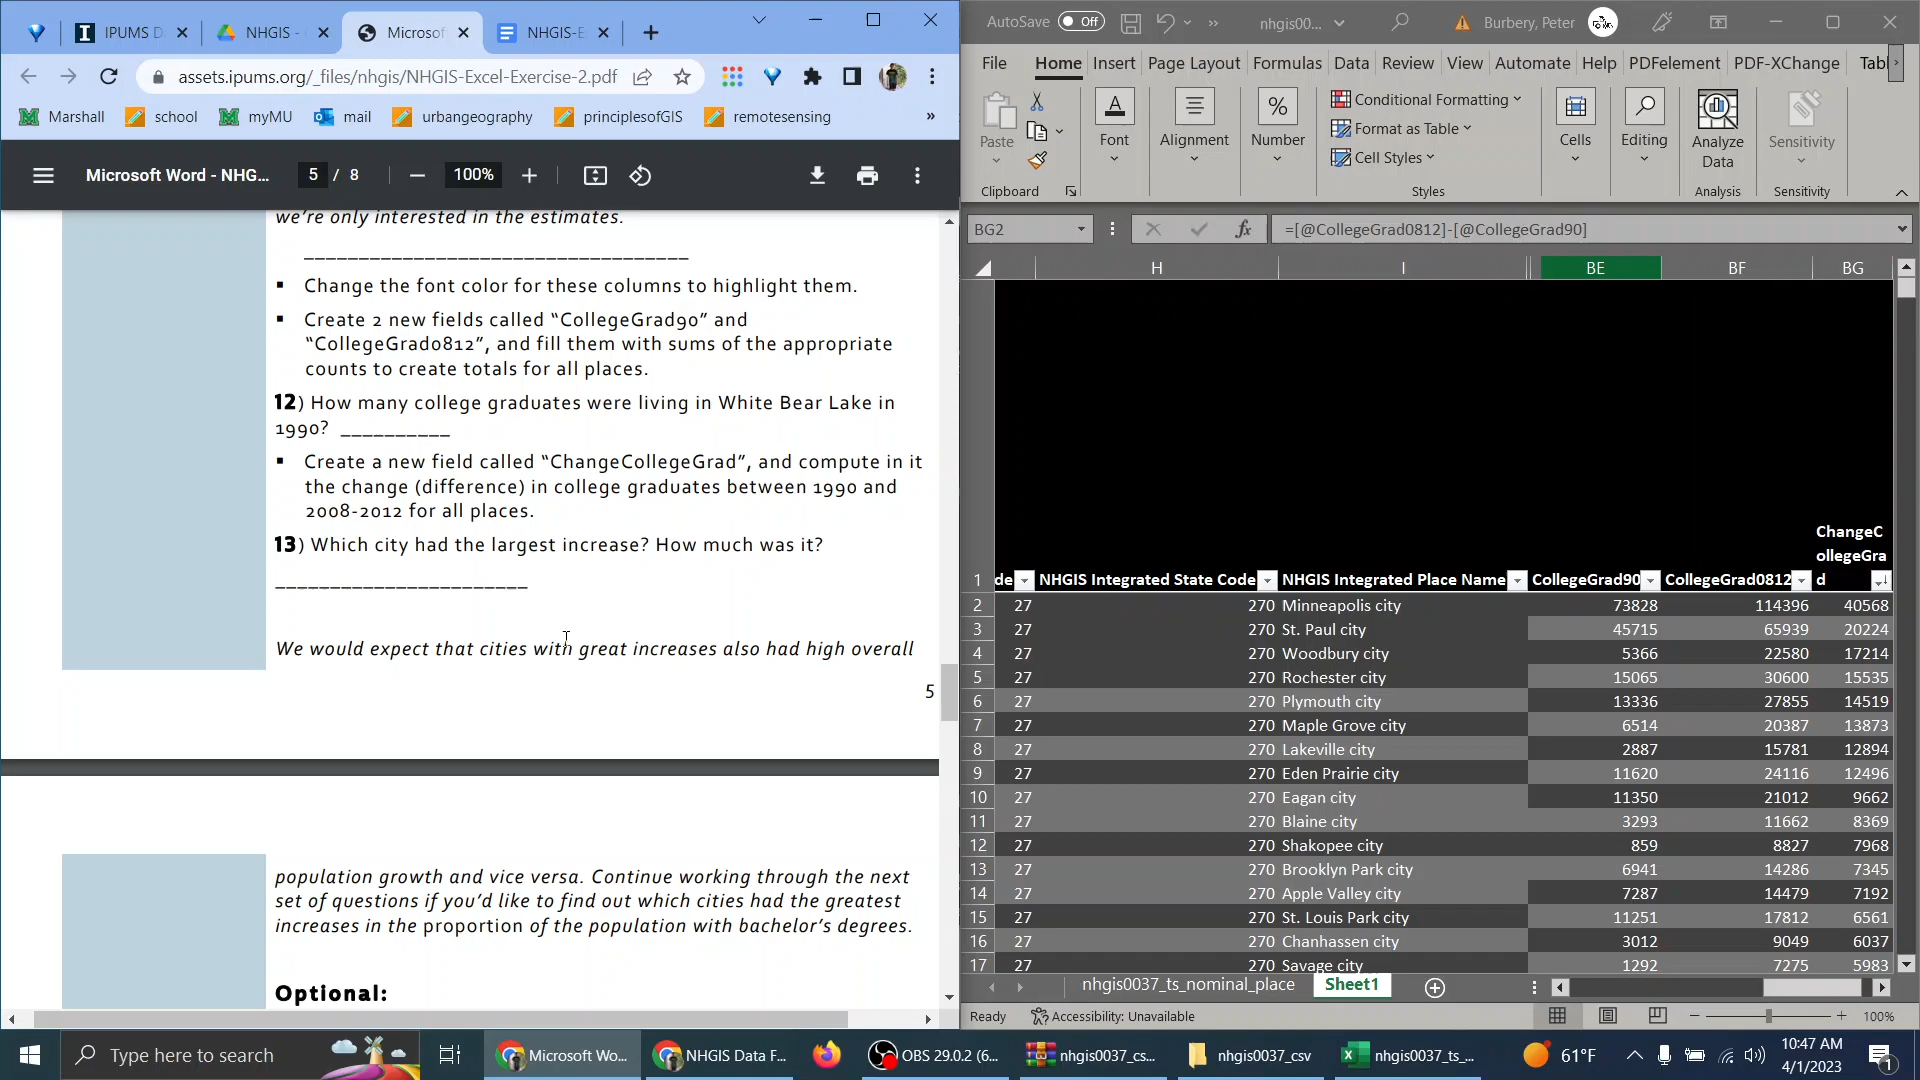 IPUMS D
NHGIS -
Microsof
NHGIS-E
assets.ipums.org/_files/nhgis/NHGIS-Excel-Exercise-2.pdf
Marshall
school
myMU
mail
urbangeography
principlesofGIS
remotesensing
»
Microsoft Word - NHG...
5 / 8
100%
we're only interested in the estimates.
▪ Change the font color for these columns to highlight them.
▪ Create 2 new fields called “CollegeGrad90” and
“CollegeGrad0812”, and fill them with sums of the appropriate
counts to create totals for all places.
12) How many college graduates were living in White Bear Lake in
1990? __________
▪ Create a new field called “ChangeCollegeGrad”, and compute in it
the change (difference) in college graduates between 1990 and
2008-2012 for all places.
13) Which city had the largest increase? How much was it?
_______________________
We would expect that cities with great increases also had high overall
5
population growth and vice versa. Continue working through the next
set of questions if you'd like to find out which cities had the greatest
increases in the proportion of the population with bachelor's degrees.
Optional:
AutoSave Off
»
nhgis00...
Burbery, Peter
File Home Insert Page Layout Formulas Data Review View Automate Help PDFelement PDF-XChange Tabl
Paste
Font
Alignment
Number
Conditional Formatting
Format as Table
Cell Styles
Cells
Editing
Analyze
Data
Sensitivity
Clipboard
Styles
Analysis
Sensitivity
BG2
fx
=[@CollegeGrad0812]-[@CollegeGrad90]
H I BE BF BG
1 de NHGIS Integrated State Code NHGIS Integrated Place Name CollegeGrad90 CollegeGrad0812 ChangeC
ollegeGra
d
2 27 270 Minneapolis city 73828 114396 40568
3 27 270 St. Paul city 45715 65939 20224
4 27 270 Woodbury city 5366 22580 17214
5 27 270 Rochester city 15065 30600 15535
6 27 270 Plymouth city 13336 27855 14519
7 27 270 Maple Grove city 6514 20387 13873
8 27 270 Lakeville city 2887 15781 12894
9 27 270 Eden Prairie city 11620 24116 12496
10 27 270 Eagan city 11350 21012 9662
11 27 270 Blaine city 3293 11662 8369
12 27 270 Shakopee city 859 8827 7968
13 27 270 Brooklyn Park city 6941 14286 7345
14 27 270 Apple Valley city 7287 14479 7192
15 27 270 St. Louis Park city 11251 17812 6561
16 27 270 Chanhassen city 3012 9049 6037
17 27 270 Savage city 1292 7275 5983
nhgis0037_ts_nominal_place
Sheet1
Ready
Accessibility: Unavailable
100%
Type here to search
Microsoft Wo...
NHGIS Data F...
OBS 29.0.2 (6...
nhgis0037_cs...
nhgis0037_csv
nhgis0037_ts_...
61°F
10:47 AM
4/1/2023
1